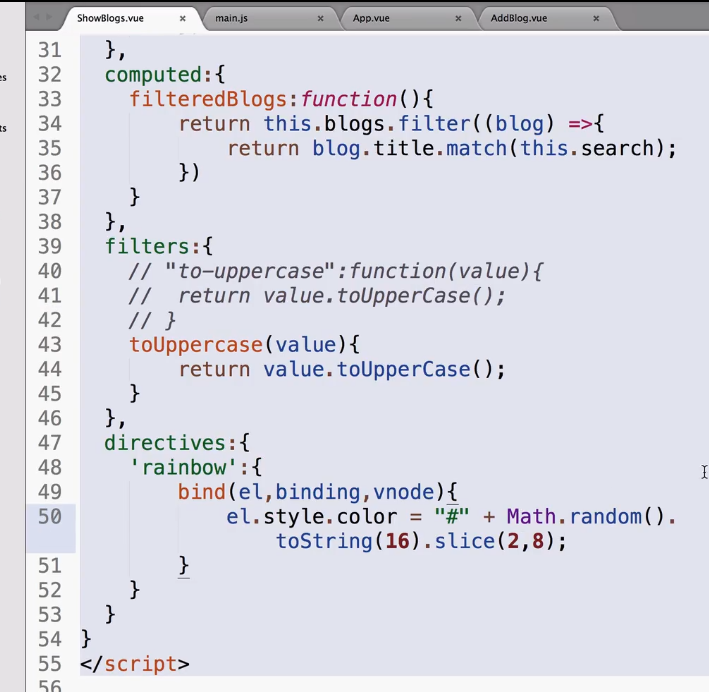 ShowBlogs.vue × main.js × App.vue × AddBlog.vue ×
es
ts
31 },
32 computed:{
33 filteredBlogs:function(){
34 return this.blogs.filter((blog) =>{
35 return blog.title.match(this.search);
36 })
37 }
38 },
39 filters:{
40 // "to-uppercase":function(value){
41 // return value.toUpperCase();
42 // }
43 toUppercase(value){
44 return value.toUpperCase();
45 }
46 },
47 directives:{
48 'rainbow':{
49 bind(el,binding,vnode){
50 el.style.color = "#" + Math.random().
toString(16).slice(2,8);
51 }
52 }
53 }
54 }
55 </script>
56